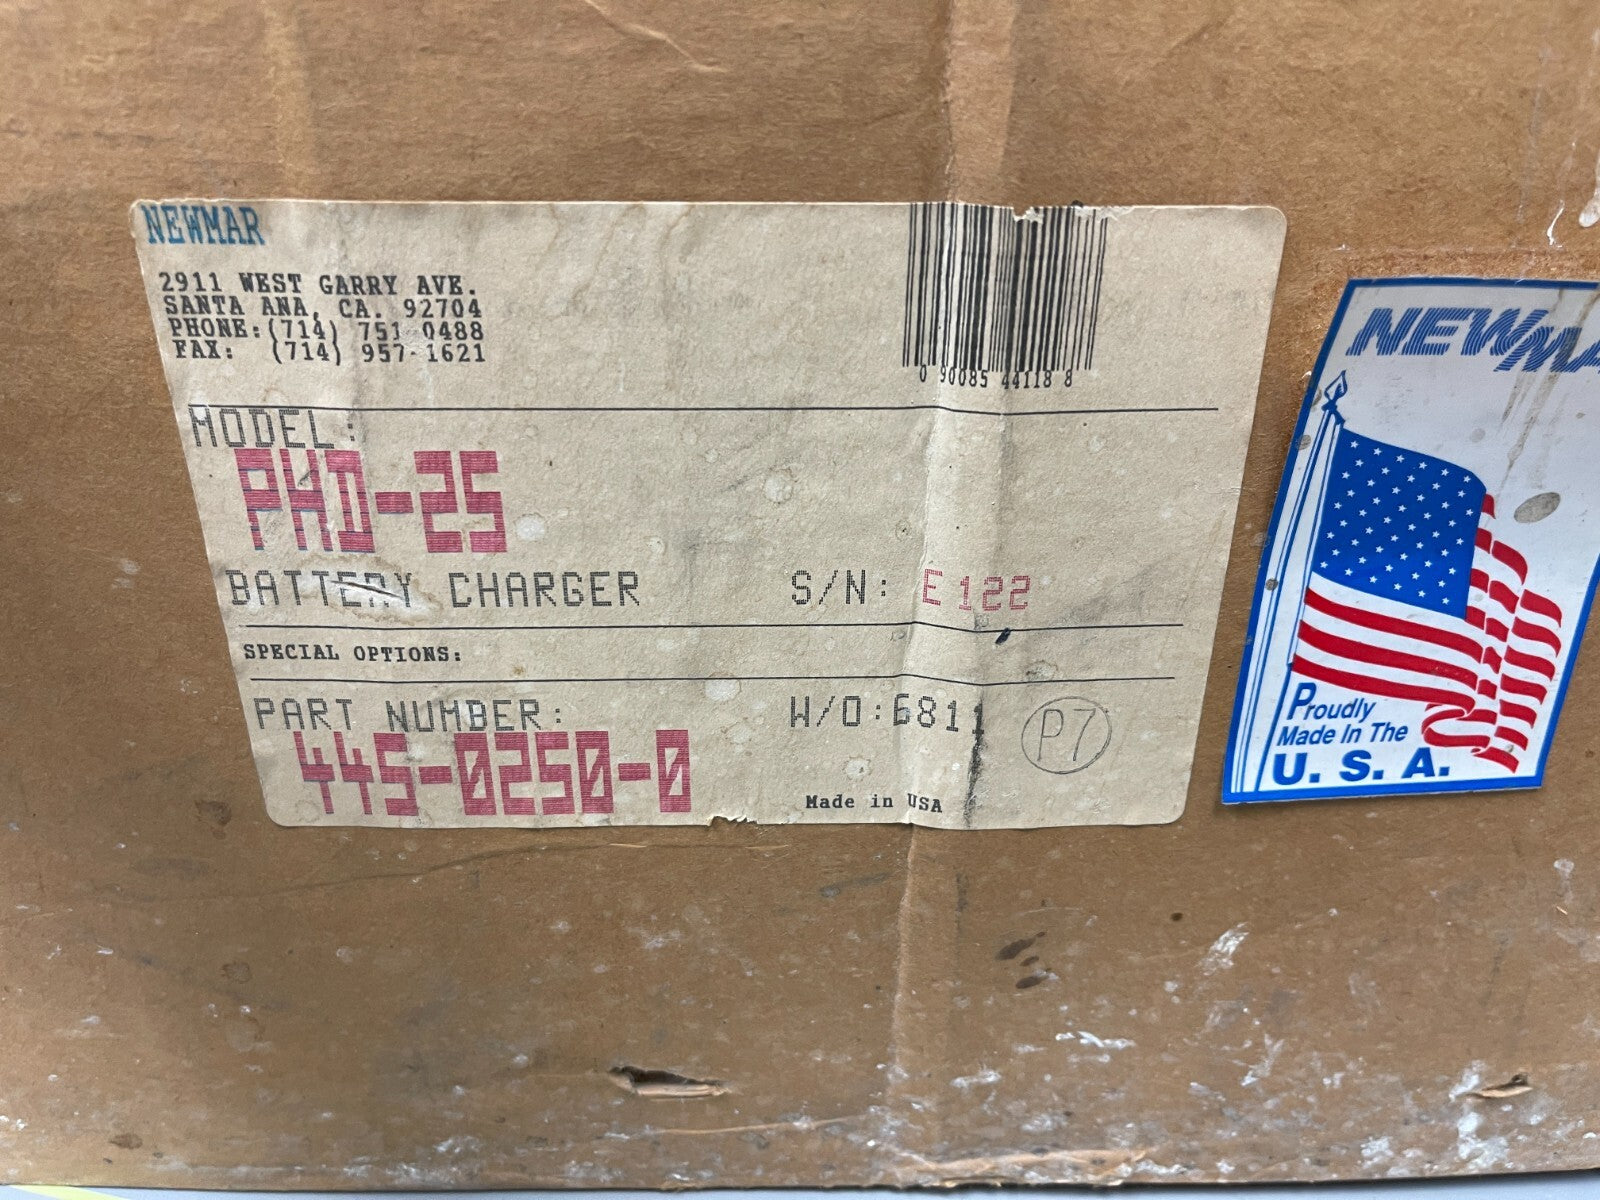 NEWMAR
2911 WEST GARRY AVE.
SANTA ANA, CA. 92704
PHONE:(714) 751 0488
FAX: (714) 957-1621
0 90085 44118 8
MODEL:
PHD-25
BATTERY CHARGER S/N: E122
SPECIAL OPTIONS:
PART NUMBER: W/O:6811 P7
445-0250-0
Made in USA
NEWMA
Proudly
Made In The
U. S. A.